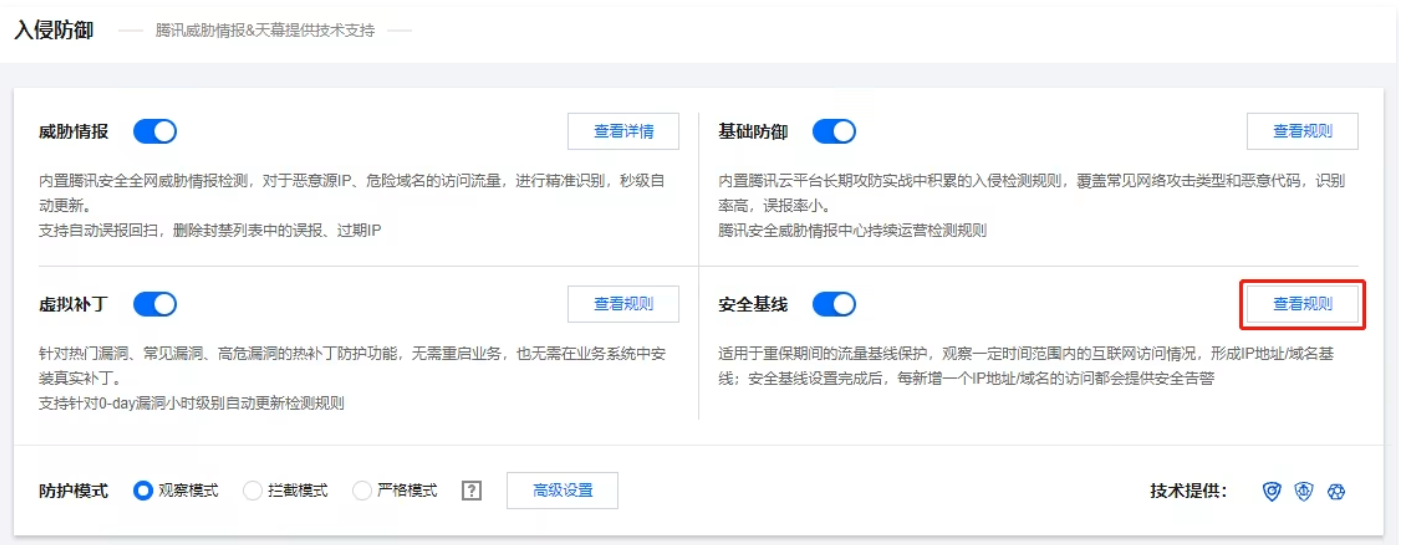 入侵防御 腾讯威胁情报&天幕提供技术支持
威胁情报 查看详情
内置腾讯安全全网威胁情报检测，对于恶意源IP、危险域名的访问流量，进行精准识别，秒级自
动更新。
支持自动误报回扫，删除封禁列表中的误报、过期IP
基础防御 查看规则
内置腾讯云平台长期攻防实战中积累的入侵检测规则，覆盖常见网络攻击类型和恶意代码，识别
率高，误报率小。
腾讯安全威胁情报中心持续运营检测规则
虚拟补丁 查看规则
针对热门漏洞、常见漏洞、高危漏洞的热补丁防护功能，无需重启业务，也无需在业务系统中安
装真实补丁。
支持针对0-day漏洞小时级别自动更新检测规则
安全基线 查看规则
适用于重保期间的流量基线保护，观察一定时间范围内的互联网访问情况，形成IP地址/域名基
线；安全基线设置完成后，每新增一个IP地址/域名的访问都会提供安全告警
防护模式 观察模式 拦截模式 严格模式 ? 高级设置 技术提供：